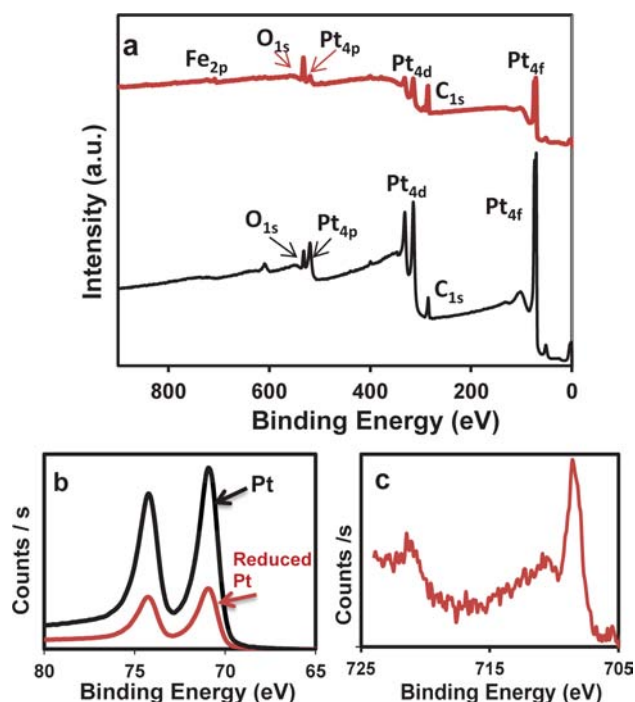 a
Fe2p
O1s
Pt4p
Pt4d
C1s
Pt4f
O1s
Pt4p
Pt4d
C1s
Pt4f
Intensity (a.u.)
800 600 400 200 0
Binding Energy (eV)
b
Pt
Reduced
Pt
Counts / s
80 75 70 65
Binding Energy (eV)
c
Counts /s
725 715 705
Binding Energy (eV)